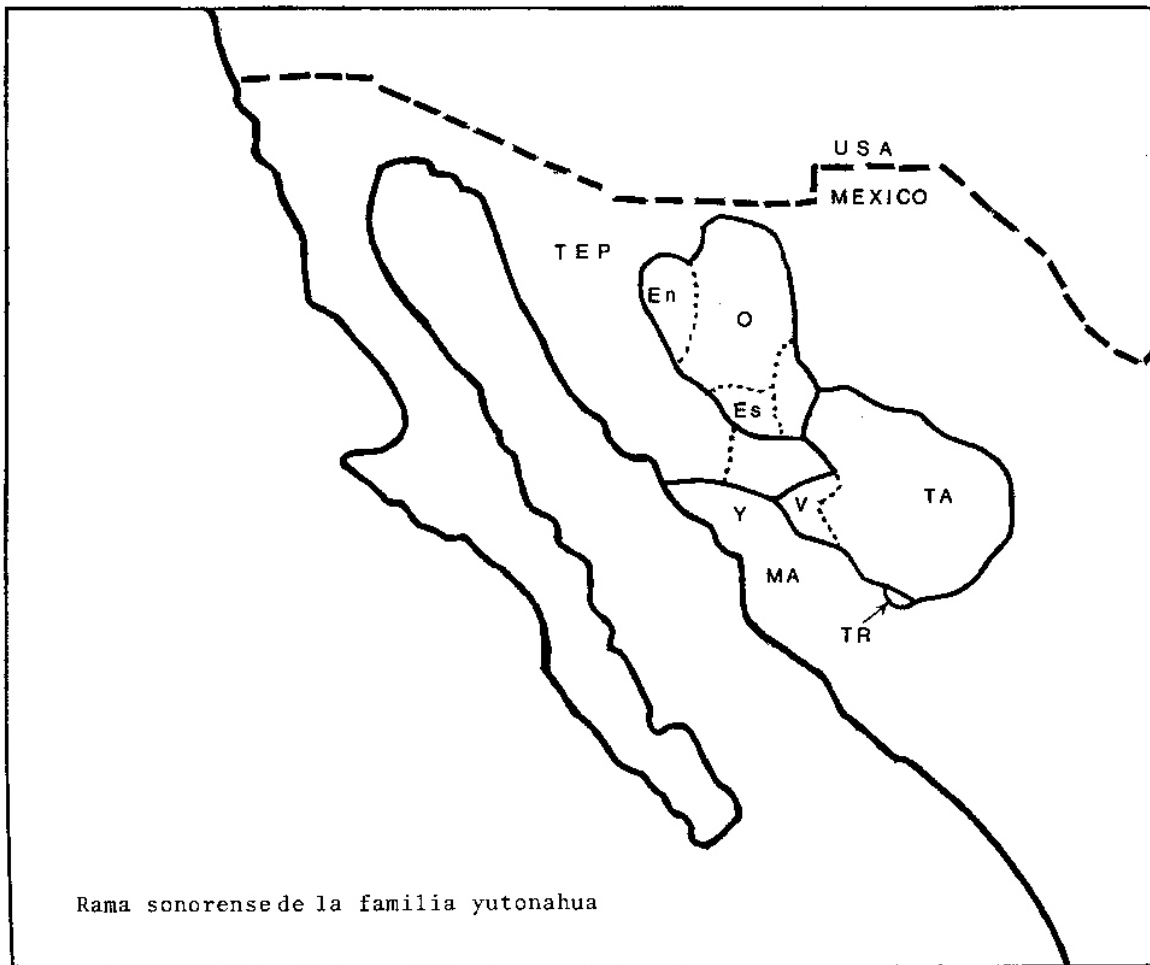 USA
MEXICO
TEP
En
O
Es
TA
V
Y
MA
TR
Rama sonorense de la familia yutonahua